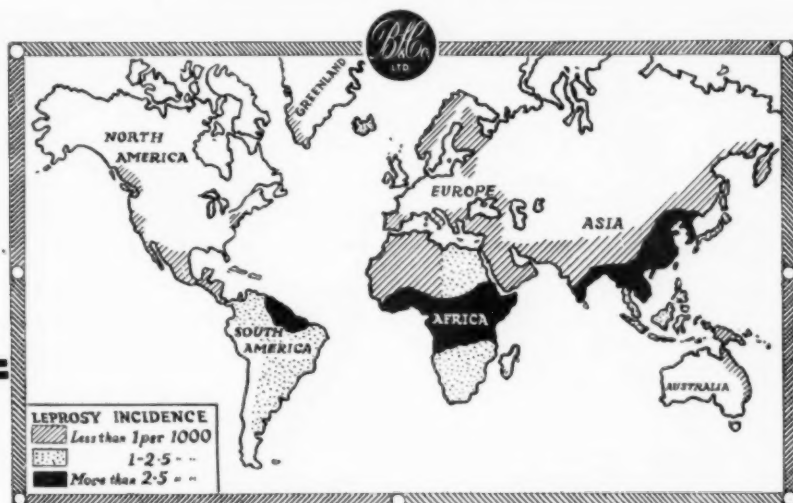 B.W.&Co.
LTD
GREENLAND
NORTH
AMERICA
EUROPE
ASIA
AFRICA
SOUTH
AMERICA
AUSTRALIA
LEPROSY INCIDENCE
Less than 1 per 1000
1-2·5 " "
More than 2·5 " "